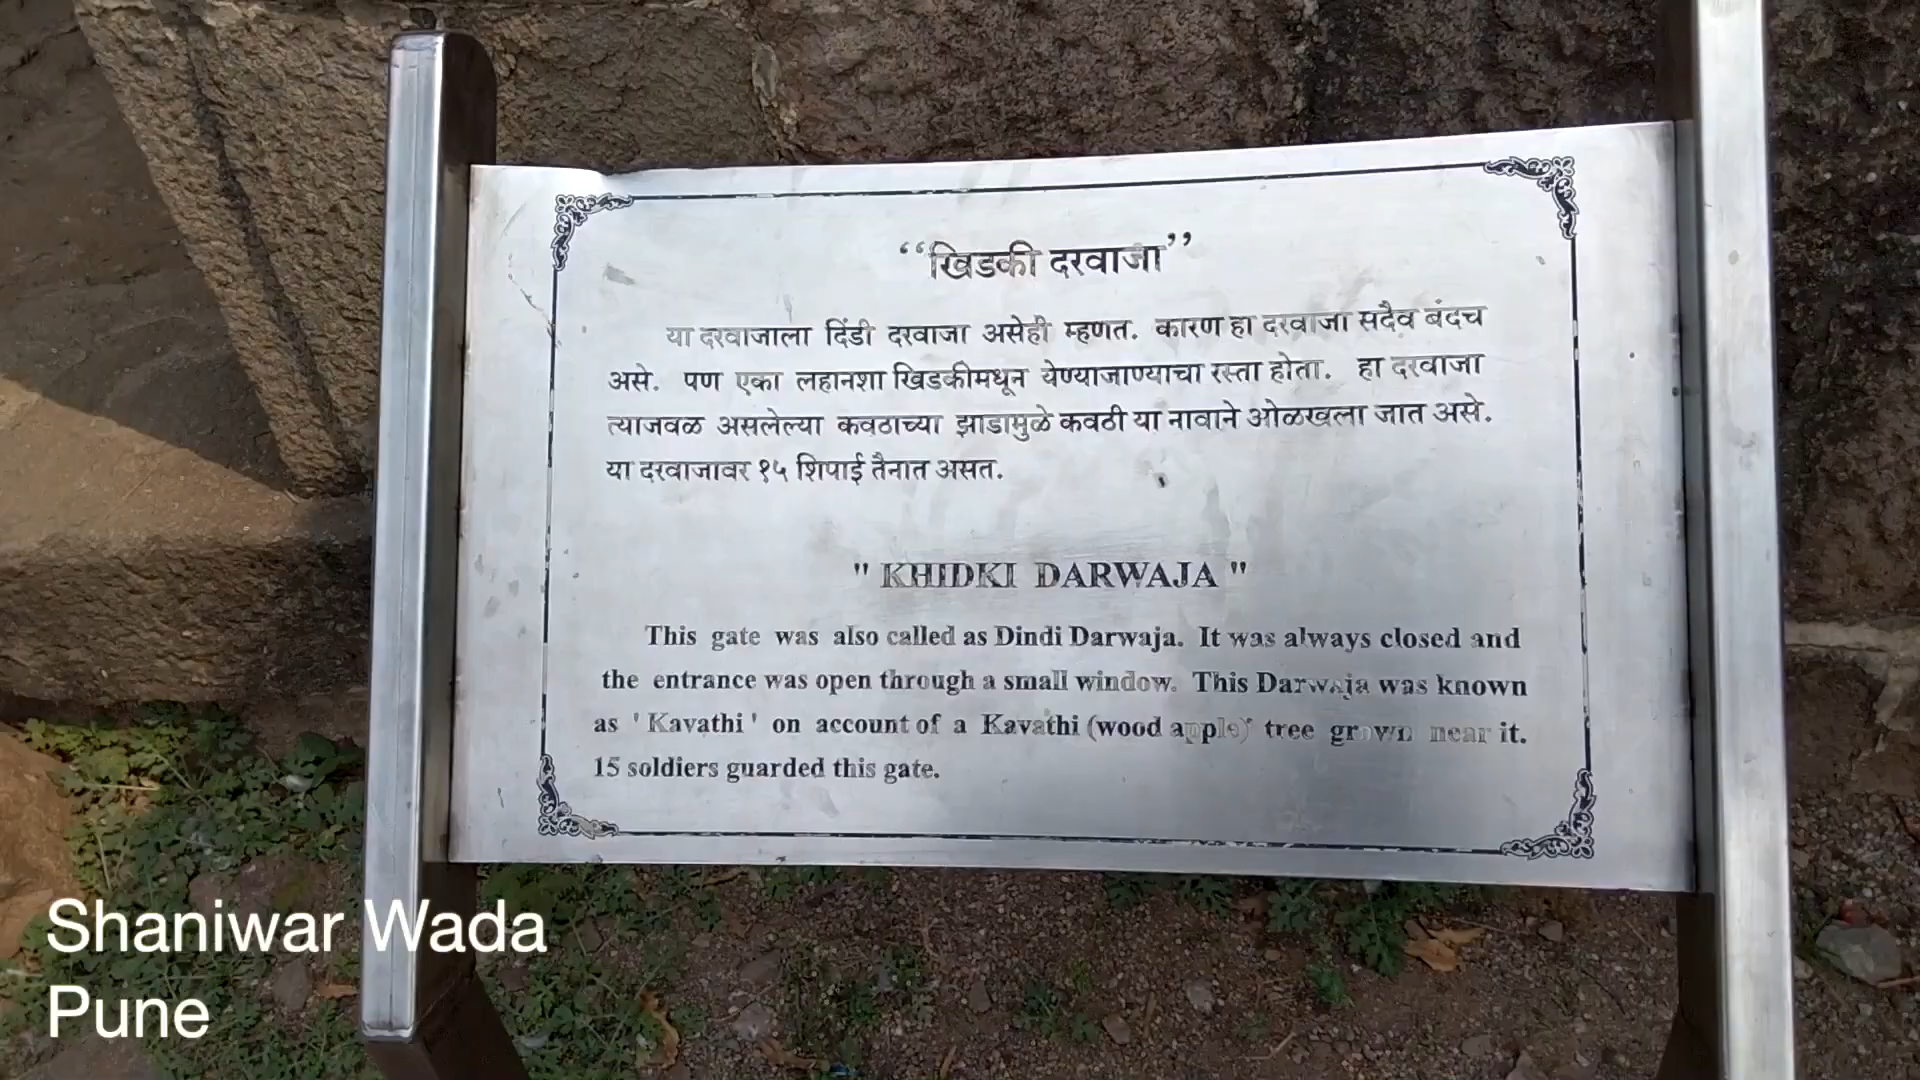 “खिडकी दरवाजा”
या दरवाजाला दिंडी दरवाजा असेही म्हणत. कारण हा दरवाजा सदैव बंदच
असे. पण एका लहानशा खिडकीमधून येण्याजाण्याचा रस्ता होता. हा दरवाजा
त्याजवळ असलेल्या कवठाच्या झाडामुळे कवठी या नावाने ओळखला जात असे.
या दरवाजावर १५ शिपाई तैनात असत.
" KHIDKI DARWAJA "
This gate was also called as Dindi Darwaja. It was always closed and
the entrance was open through a small window. This Darwaja was known
as ' Kavathi ' on account of a Kavathi (wood apple) tree grown near it.
15 soldiers guarded this gate.
Shaniwar Wada
Pune